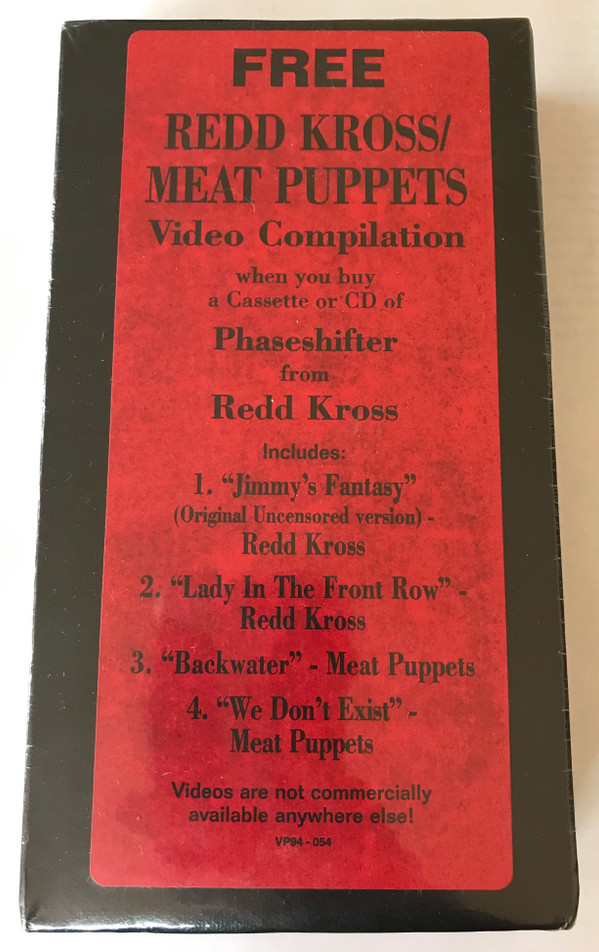 FREE
REDD KROSS/
MEAT PUPPETS
Video Compilation
when you buy
a Cassette or CD of
Phaseshifter
from
Redd Kross
Includes:
1. “Jimmy’s Fantasy”
(Original Uncensored version) -
Redd Kross
2. “Lady In The Front Row” -
Redd Kross
3. “Backwater” - Meat Puppets
4. “We Don’t Exist” -
Meat Puppets
Videos are not commercially
available anywhere else!
VP94 - 054